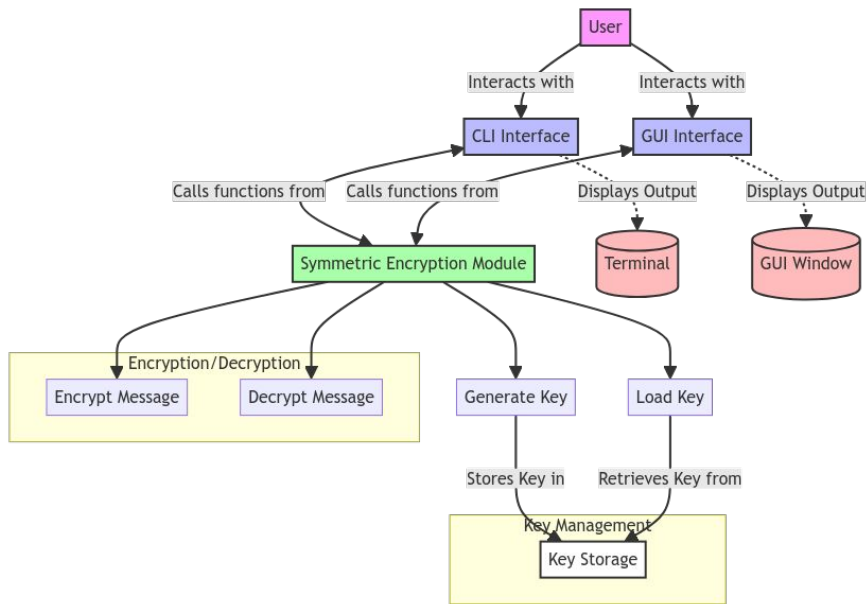 User
Interacts with
Interacts with
CLI Interface
GUI Interface
Calls functions from
Calls functions from
Displays Output
Displays Output
Symmetric Encryption Module
Terminal
GUI Window
Encryption/Decryption
Encrypt Message
Decrypt Message
Generate Key
Load Key
Stores Key in
Retrieves Key from
Key Management
Key Storage